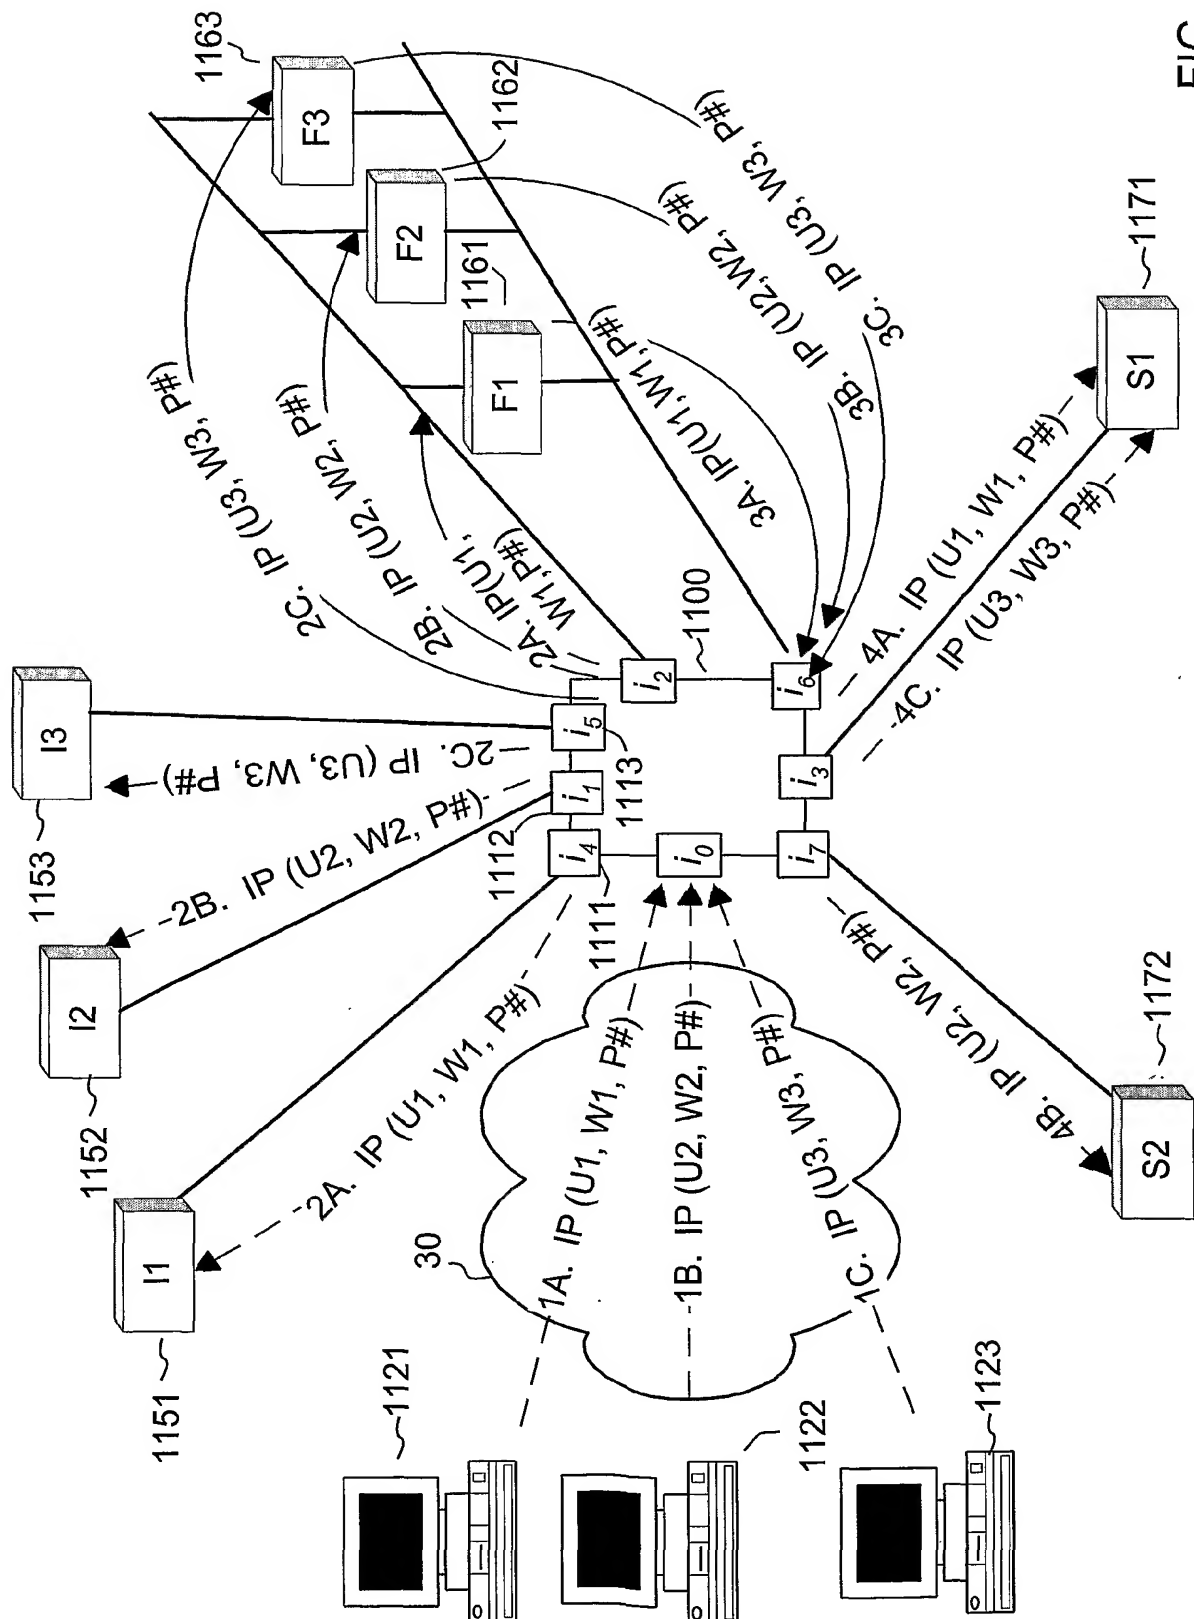 1151
I1
1152
I2
1153
I3
2A. IP (U1, W1, P#)
2B. IP (U2, W2, P#)
2C. IP (U3, W3, P#)
1121
1122
1123
30
1A. IP (U1, W1, P#)
1B. IP (U2, W2, P#)
1C. IP (U3, W3, P#)
1111
1112
1113
i4
i1
i5
i0
i2
1100
i7
i3
i6
2A. IP(U1,
W1,P#)
2B. IP (U2, W2, P#)
2C. IP (U3, W3, P#)
F1
1161
F2
1162
F3
1163
3A. IP(U1,W1,P#)
3B. IP (U2,W2, P#)
3C. IP (U3, W3, P#)
4A. IP (U1, W1, P#)
4C. IP (U3, W3, P#)
4B. IP (U2, W2, P#)
S2
1172
S1
1171
FIG